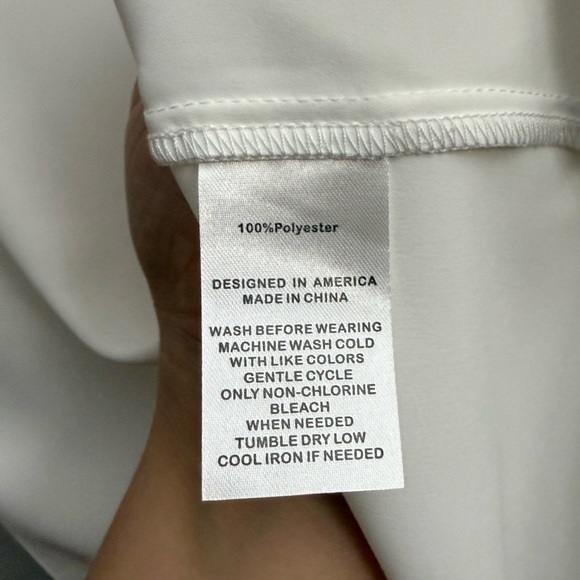 100%Polyester
DESIGNED IN AMERICA
MADE IN CHINA
WASH BEFORE WEARING
MACHINE WASH COLD
WITH LIKE COLORS
GENTLE CYCLE
ONLY NON-CHLORINE
BLEACH
WHEN NEEDED
TUMBLE DRY LOW
COOL IRON IF NEEDED